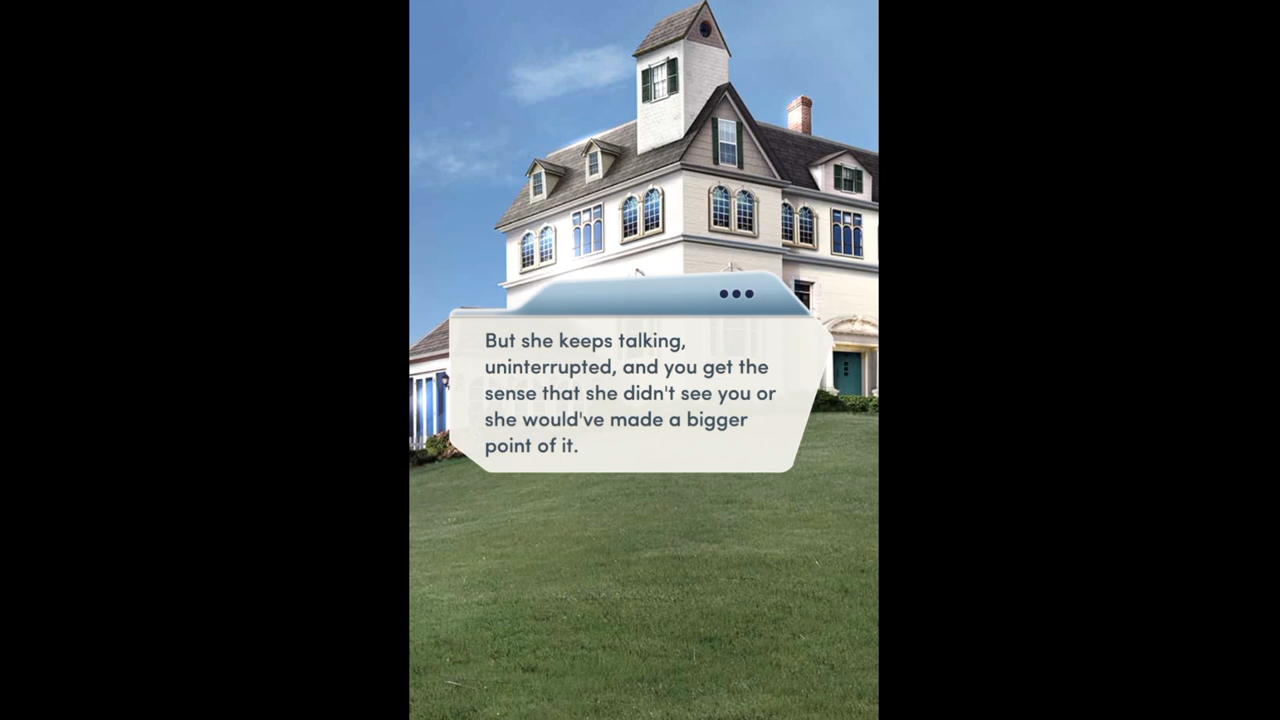 But she keeps talking,
uninterrupted, and you get the
sense that she didn't see you or
she would've made a bigger
point of it.